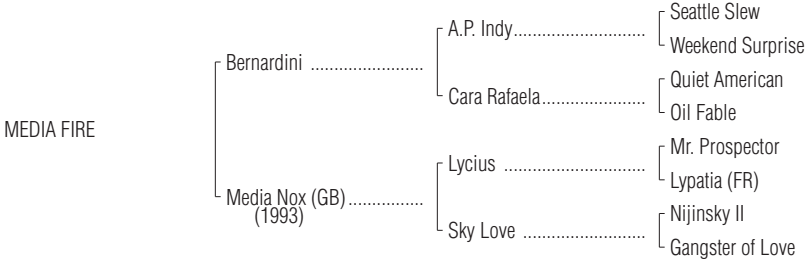 Seattle Slew
A.P. Indy..............................
Weekend Surprise
Bernardini .........................
Quiet American
Cara Rafaela.......................
Oil Fable
MEDIA FIRE
Mr. Prospector
Lycius ................................
Lypatia (FR)
Media Nox (GB)................
(1993)
Nijinsky II
Sky Love ...........................
Gangster of Love